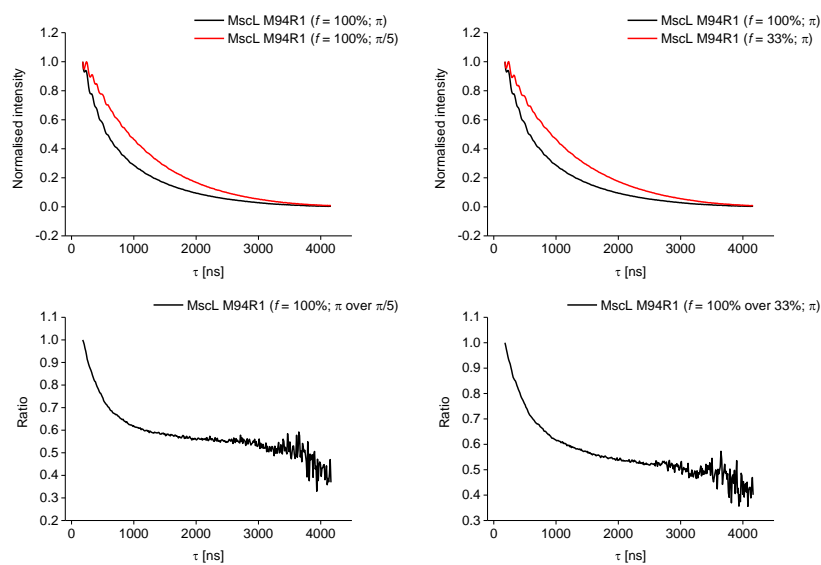 MscL M94R1 (f = 100%; π)
MscL M94R1 (f = 100%; π/5)
1.2
1.0
0.8
0.6
0.4
0.2
0.0
-0.2
Normalised intensity
0 1000 2000 3000 4000
τ [ns]
MscL M94R1 (f = 100%; π)
MscL M94R1 (f = 33%; π)
1.2
1.0
0.8
0.6
0.4
0.2
0.0
-0.2
Normalised intensity
0 1000 2000 3000 4000
τ [ns]
MscL M94R1 (f = 100%; π over π/5)
1.1
1.0
0.9
0.8
0.7
0.6
0.5
0.4
0.3
0.2
Ratio
0 1000 2000 3000 4000
τ [ns]
MscL M94R1 (f = 100% over 33%; π)
1.1
1.0
0.9
0.8
0.7
0.6
0.5
0.4
0.3
Ratio
0 1000 2000 3000 4000
τ [ns]